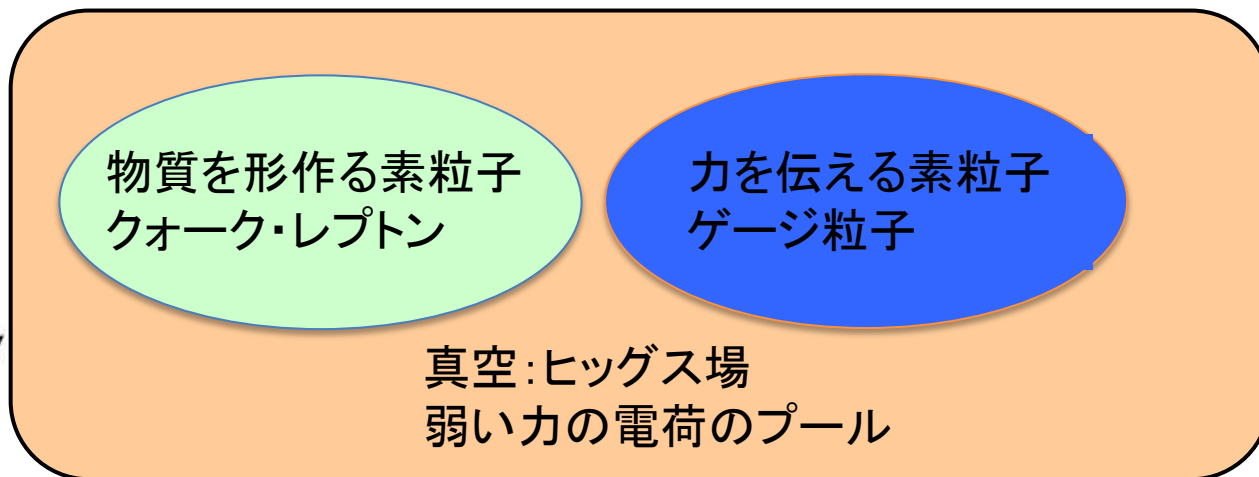 物質を形作る素粒子
クォーク・レプトン
力を伝える素粒子
ゲージ粒子
真空：ヒッグス場
弱い力の電荷のプール